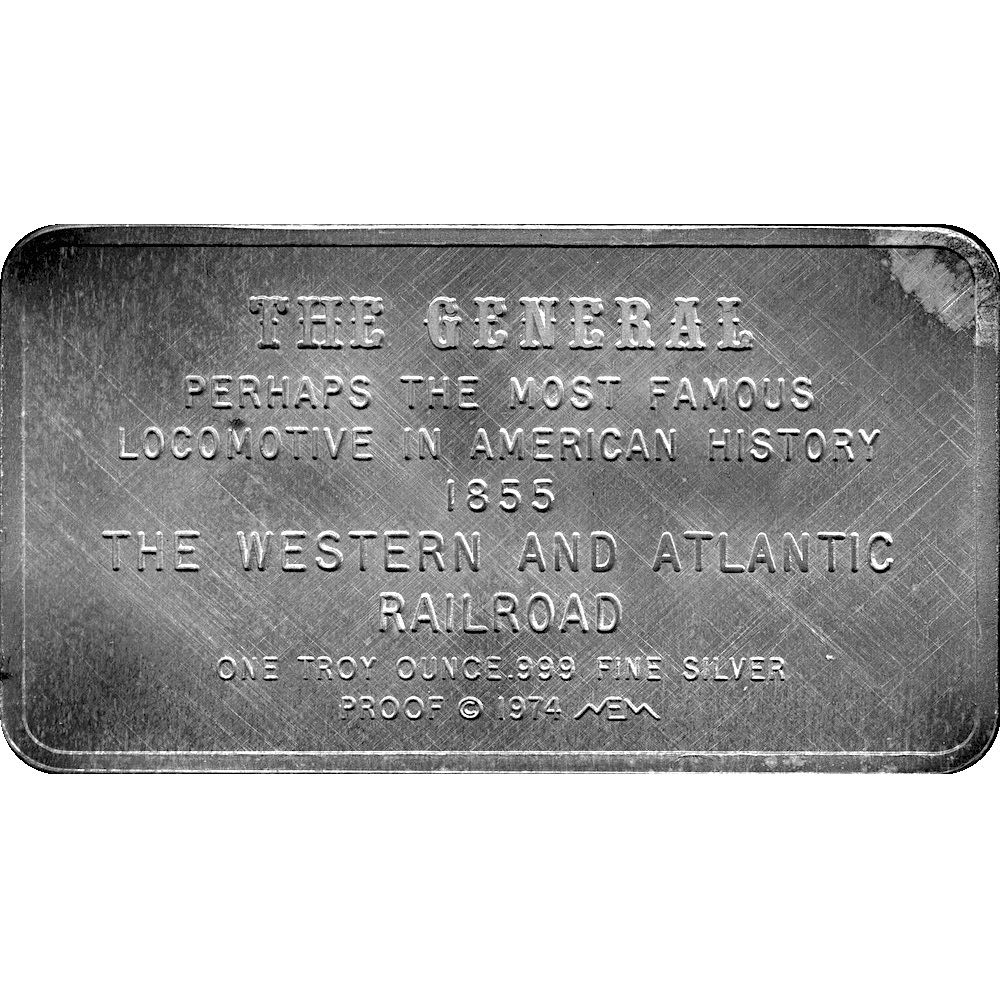 THE GENERAL
PERHAPS THE MOST FAMOUS
LOCOMOTIVE IN AMERICAN HISTORY
1855
THE WESTERN AND ATLANTIC
RAILROAD
ONE TROY OUNCE .999 FINE SILVER
PROOF © 1974 MEM